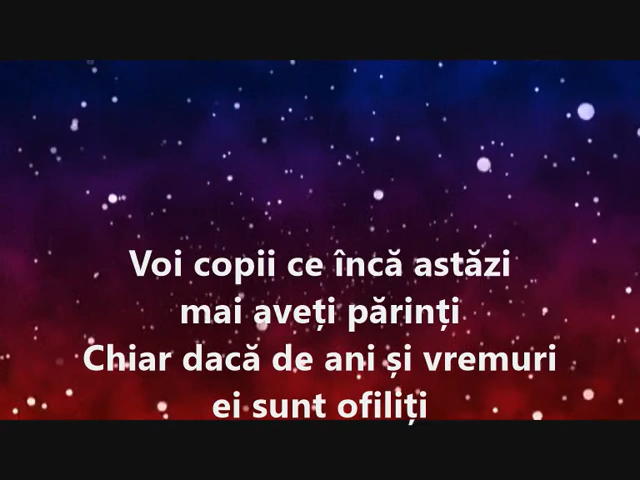 Voi copii ce încă astăzi
mai aveți părinți
Chiar dacă de ani și vremuri
ei sunt ofiliți